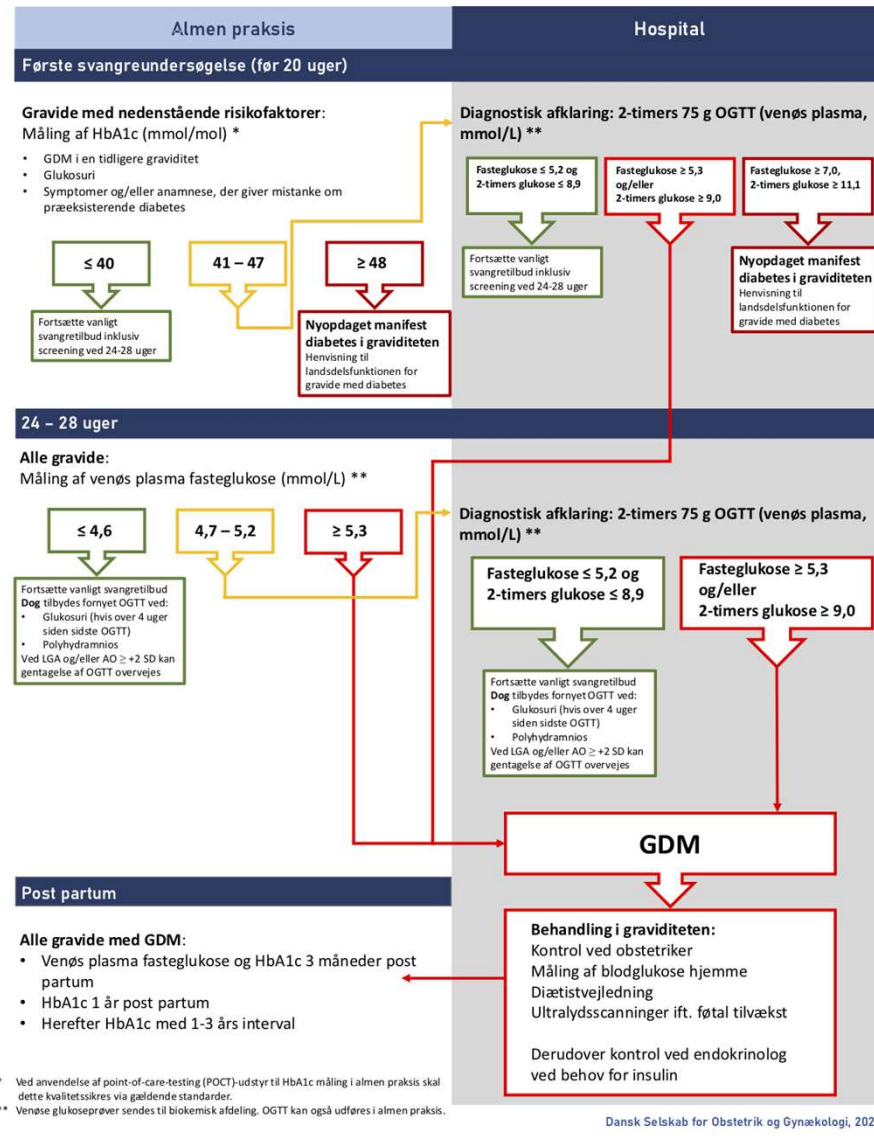 Almen praksis
Hospital
Første svangreundersøgelse (før 20 uger)
Gravide med nedenstående risikofaktorer:
Måling af HbA1c (mmol/mol) *
• GDM i en tidligere graviditet
• Glukosuri
• Symptomer og/eller anamnese, der giver mistanke om
præeksisterende diabetes
≤ 40
41 – 47
≥ 48
Fortsætte vanligt
svangretilbud inklusiv
screening ved 24-28 uger
Nyopdaget manifest
diabetes i graviditeten
Henvisning til
landsdelsfunktionen for
gravide med diabetes
Diagnostisk afklaring: 2-timers 75 g OGTT (venøs plasma,
mmol/L) **
Fasteglukose ≤ 5,2 og
2-timers glukose ≤ 8,9
Fasteglukose ≥ 5,3
og/eller
2-timers glukose ≥ 9,0
Fasteglukose ≥ 7,0,
2-timers glukose ≥ 11,1
Fortsætte vanligt
svangretilbud inklusiv
screening ved 24-28 uger
Nyopdaget manifest
diabetes i graviditeten
Henvisning til
landsdelsfunktionen for
gravide med diabetes
24 – 28 uger
Alle gravide:
Måling af venøs plasma fasteglukose (mmol/L) **
≤ 4,6
4,7 – 5,2
≥ 5,3
Fortsætte vanligt svangretilbud
Dog tilbydes fornyet OGTT ved:
• Glukosuri (hvis over 4 uger
siden sidste OGTT)
• Polyhydramnios
Ved LGA og/eller AO ≥ +2 SD kan
gentagelse af OGTT overvejes
Diagnostisk afklaring: 2-timers 75 g OGTT (venøs plasma,
mmol/L) **
Fasteglukose ≤ 5,2 og
2-timers glukose ≤ 8,9
Fasteglukose ≥ 5,3
og/eller
2-timers glukose ≥ 9,0
Fortsætte vanligt svangretilbud
Dog tilbydes fornyet OGTT ved:
• Glukosuri (hvis over 4 uger
siden sidste OGTT)
• Polyhydramnios
Ved LGA og/eller AO ≥ +2 SD kan
gentagelse af OGTT overvejes
GDM
Behandling i graviditeten:
Kontrol ved obstetriker
Måling af blodglukose hjemme
Diætistvejledning
Ultralydsscanninger ift. føtal tilvækst
Derudover kontrol ved endokrinolog
ved behov for insulin
Post partum
Alle gravide med GDM:
• Venøs plasma fasteglukose og HbA1c 3 måneder post
partum
• HbA1c 1 år post partum
• Herefter HbA1c med 1-3 års interval
* Ved anvendelse af point-of-care-testing (POCT)-udstyr til HbA1c måling i almen praksis skal
dette kvalitetssikres via gældende standarder.
** Venøse glukoseprøver sendes til biokemisk afdeling. OGTT kan også udføres i almen praksis.
Dansk Selskab for Obstetrik og Gynækologi, 202